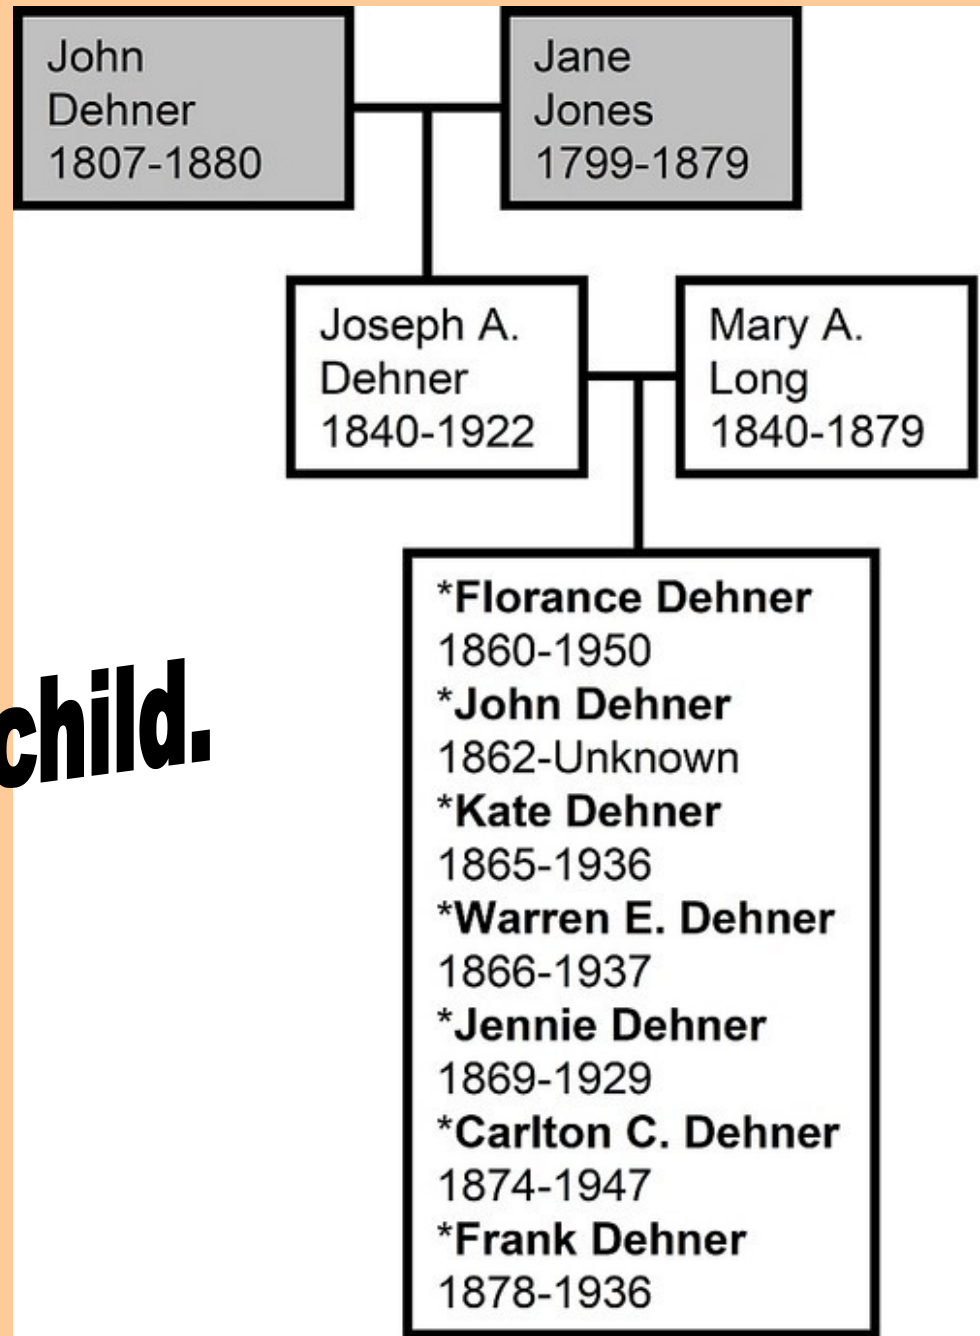 John
Dehner
1807-1880
Jane
Jones
1799-1879
Joseph A.
Dehner
1840-1922
Mary A.
Long
1840-1879
*Florance Dehner
1860-1950
*John Dehner
1862-Unknown
*Kate Dehner
1865-1936
*Warren E. Dehner
1866-1937
*Jennie Dehner
1869-1929
*Carlton C. Dehner
1874-1947
*Frank Dehner
1878-1936
child.